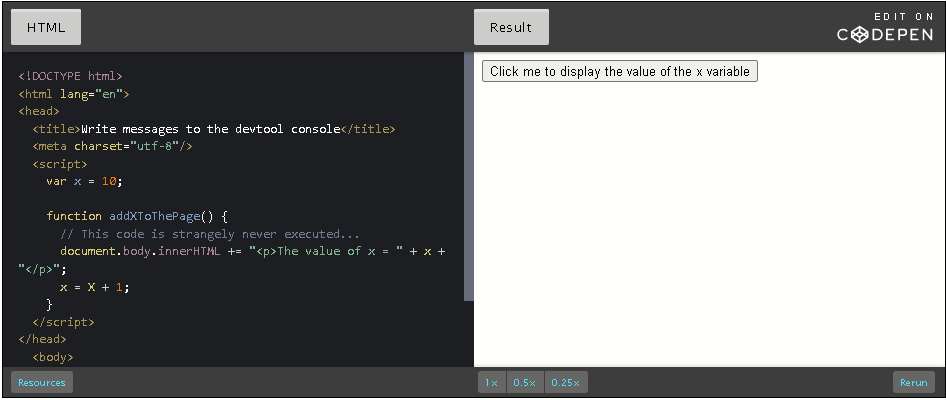 HTML
Result
EDIT ON
CODEPEN
<!DOCTYPE html>
<html lang="en">
<head>
<title>Write messages to the devtool console</title>
<meta charset="utf-8"/>
<script>
var x = 10;
function addXToThePage() {
// This code is strangely never executed...
document.body.innerHTML += "<p>The value of x = " + x +
"</p>";
x = X + 1;
}
</script>
</head>
<body>
Click me to display the value of the x variable
Resources
1x
0.5x
0.25x
Rerun